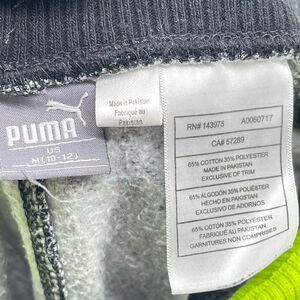 PUMA
US
M(10-12)
Made in Pakistan
Fabriqué au
Pakistan
RN# 143978 A0060717
CA# 57289
65% COTTON 35% POLYESTER
MADE IN PAKISTAN
EXCLUSIVE OF TRIM
65% ALGODÓN 35% POLIÉSTER
HECHO EN PAKISTAN
EXCLUSIVO DE ADORNOS
65% COTON 35% POLYESTER
FABRIQUÉ AU PAKISTAN
GARNITURES NON COMPRISES